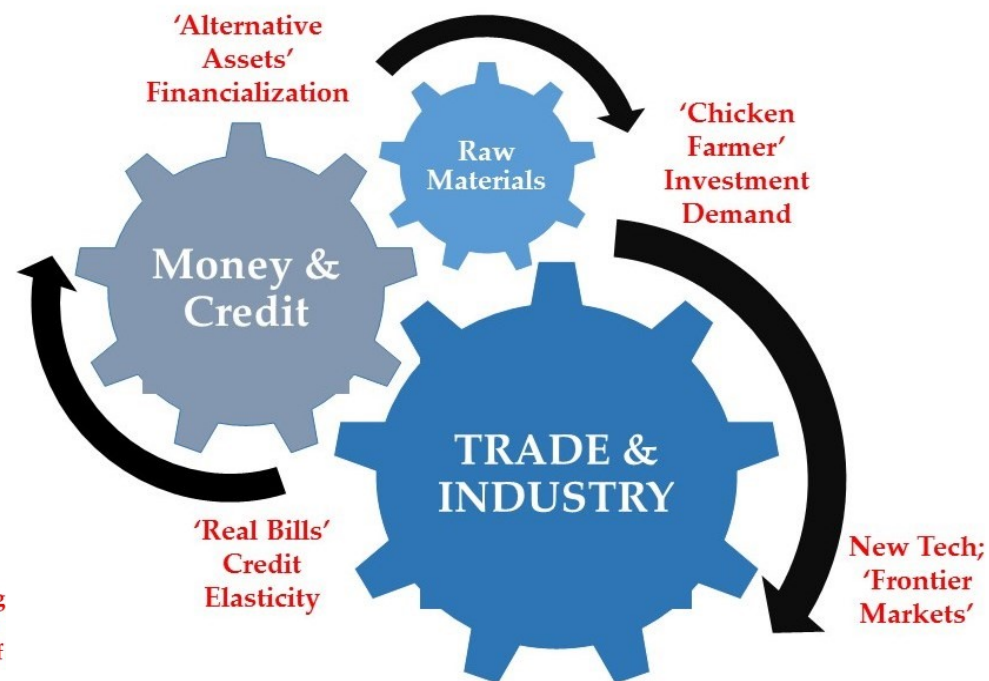 ‘Alternative
Assets’
Financialization
Raw
Materials
‘Chicken
Farmer’
Investment
Demand
Money &
Credit
TRADE &
INDUSTRY
‘Real Bills’
Credit
Elasticity
New Tech;
‘Frontier
Markets’